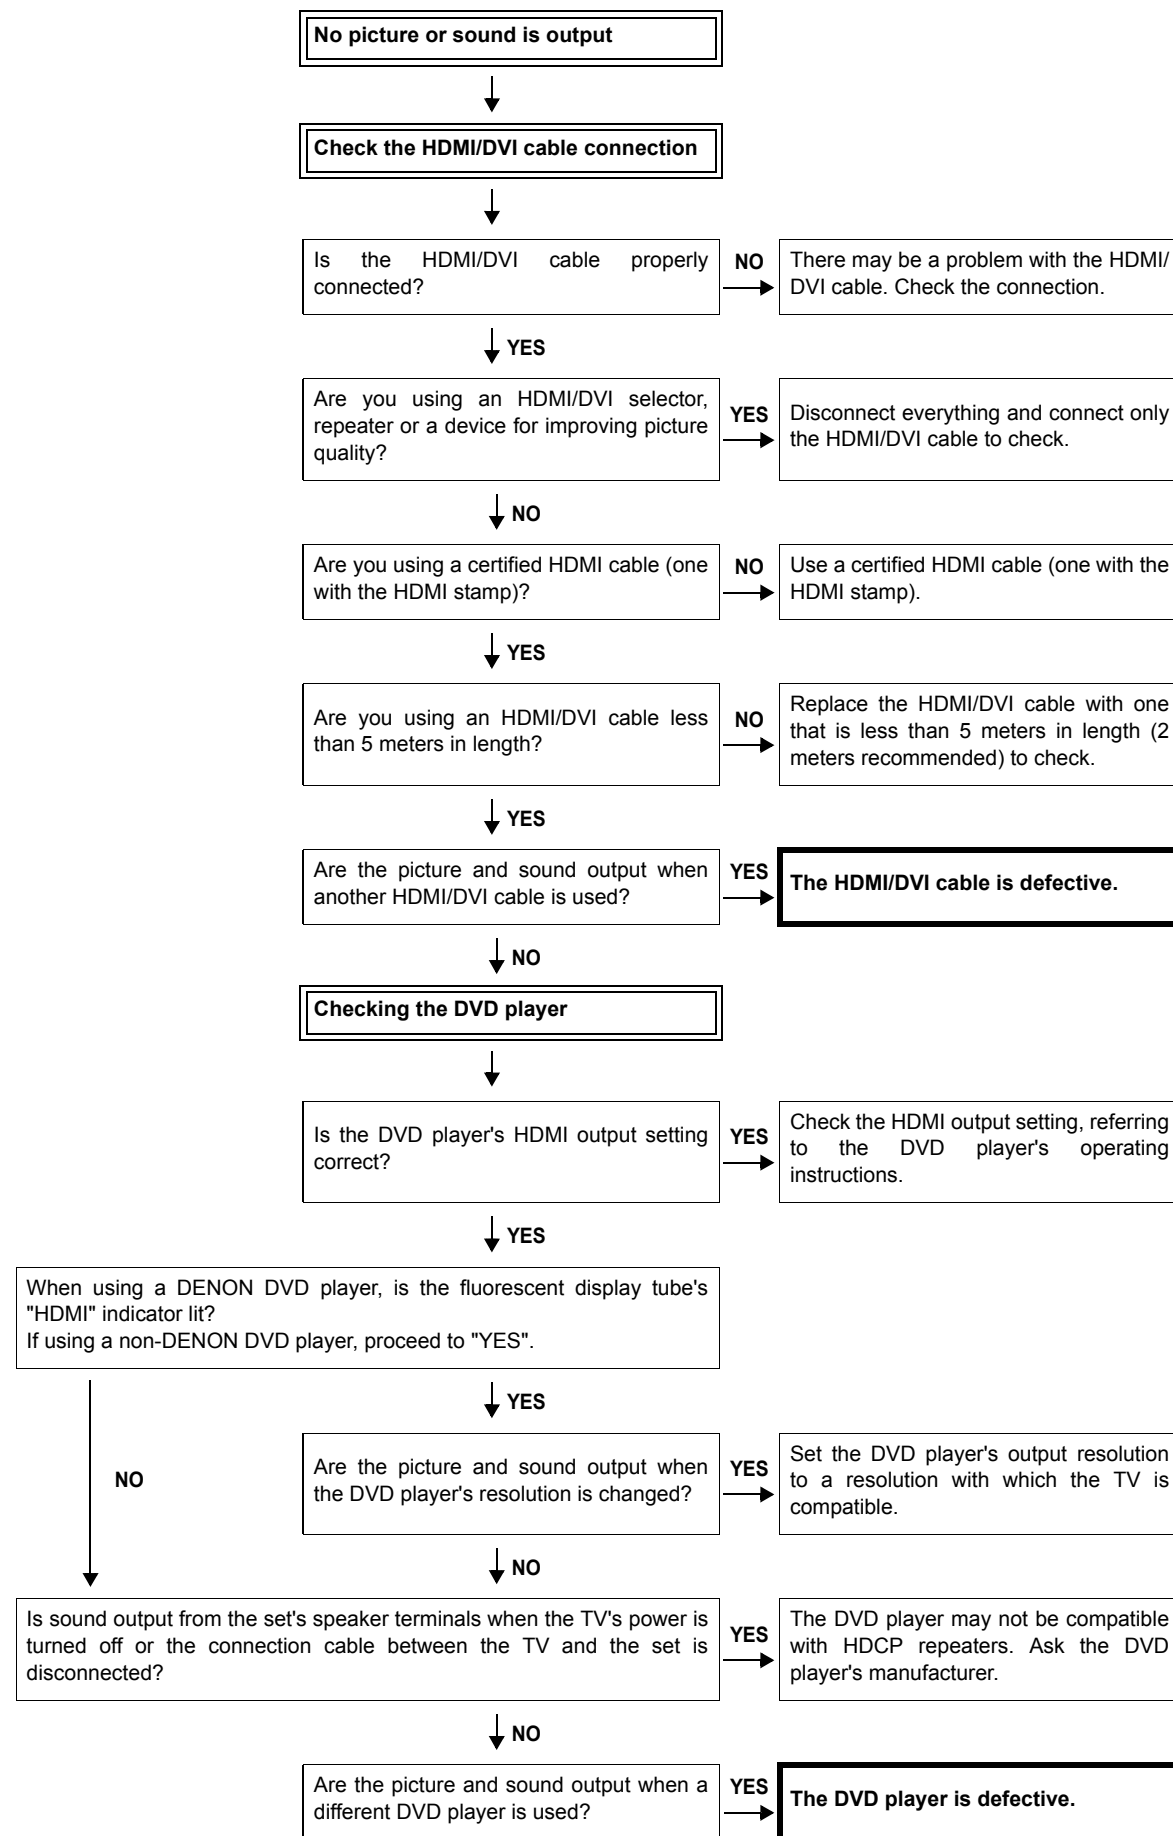 No picture or sound is output
Check the HDMI/DVI cable connection
Is the HDMI/DVI cable properly
connected?
NO
There may be a problem with the HDMI/
DVI cable. Check the connection.
YES
Are you using an HDMI/DVI selector,
repeater or a device for improving picture
quality?
YES
Disconnect everything and connect only
the HDMI/DVI cable to check.
NO
Are you using a certified HDMI cable (one
with the HDMI stamp)?
NO
Use a certified HDMI cable (one with the
HDMI stamp).
YES
Are you using an HDMI/DVI cable less
than 5 meters in length?
NO
Replace the HDMI/DVI cable with one
that is less than 5 meters in length (2
meters recommended) to check.
YES
Are the picture and sound output when
another HDMI/DVI cable is used?
YES
The HDMI/DVI cable is defective.
NO
Checking the DVD player
Is the DVD player's HDMI output setting
correct?
YES
Check the HDMI output setting, referring
to the DVD player's operating
instructions.
YES
When using a DENON DVD player, is the fluorescent display tube's
"HDMI" indicator lit?
If using a non-DENON DVD player, proceed to "YES".
YES
NO
Are the picture and sound output when
the DVD player's resolution is changed?
YES
Set the DVD player's output resolution
to a resolution with which the TV is
compatible.
NO
Is sound output from the set's speaker terminals when the TV's power is
turned off or the connection cable between the TV and the set is
disconnected?
YES
The DVD player may not be compatible
with HDCP repeaters. Ask the DVD
player's manufacturer.
NO
Are the picture and sound output when a
different DVD player is used?
YES
The DVD player is defective.